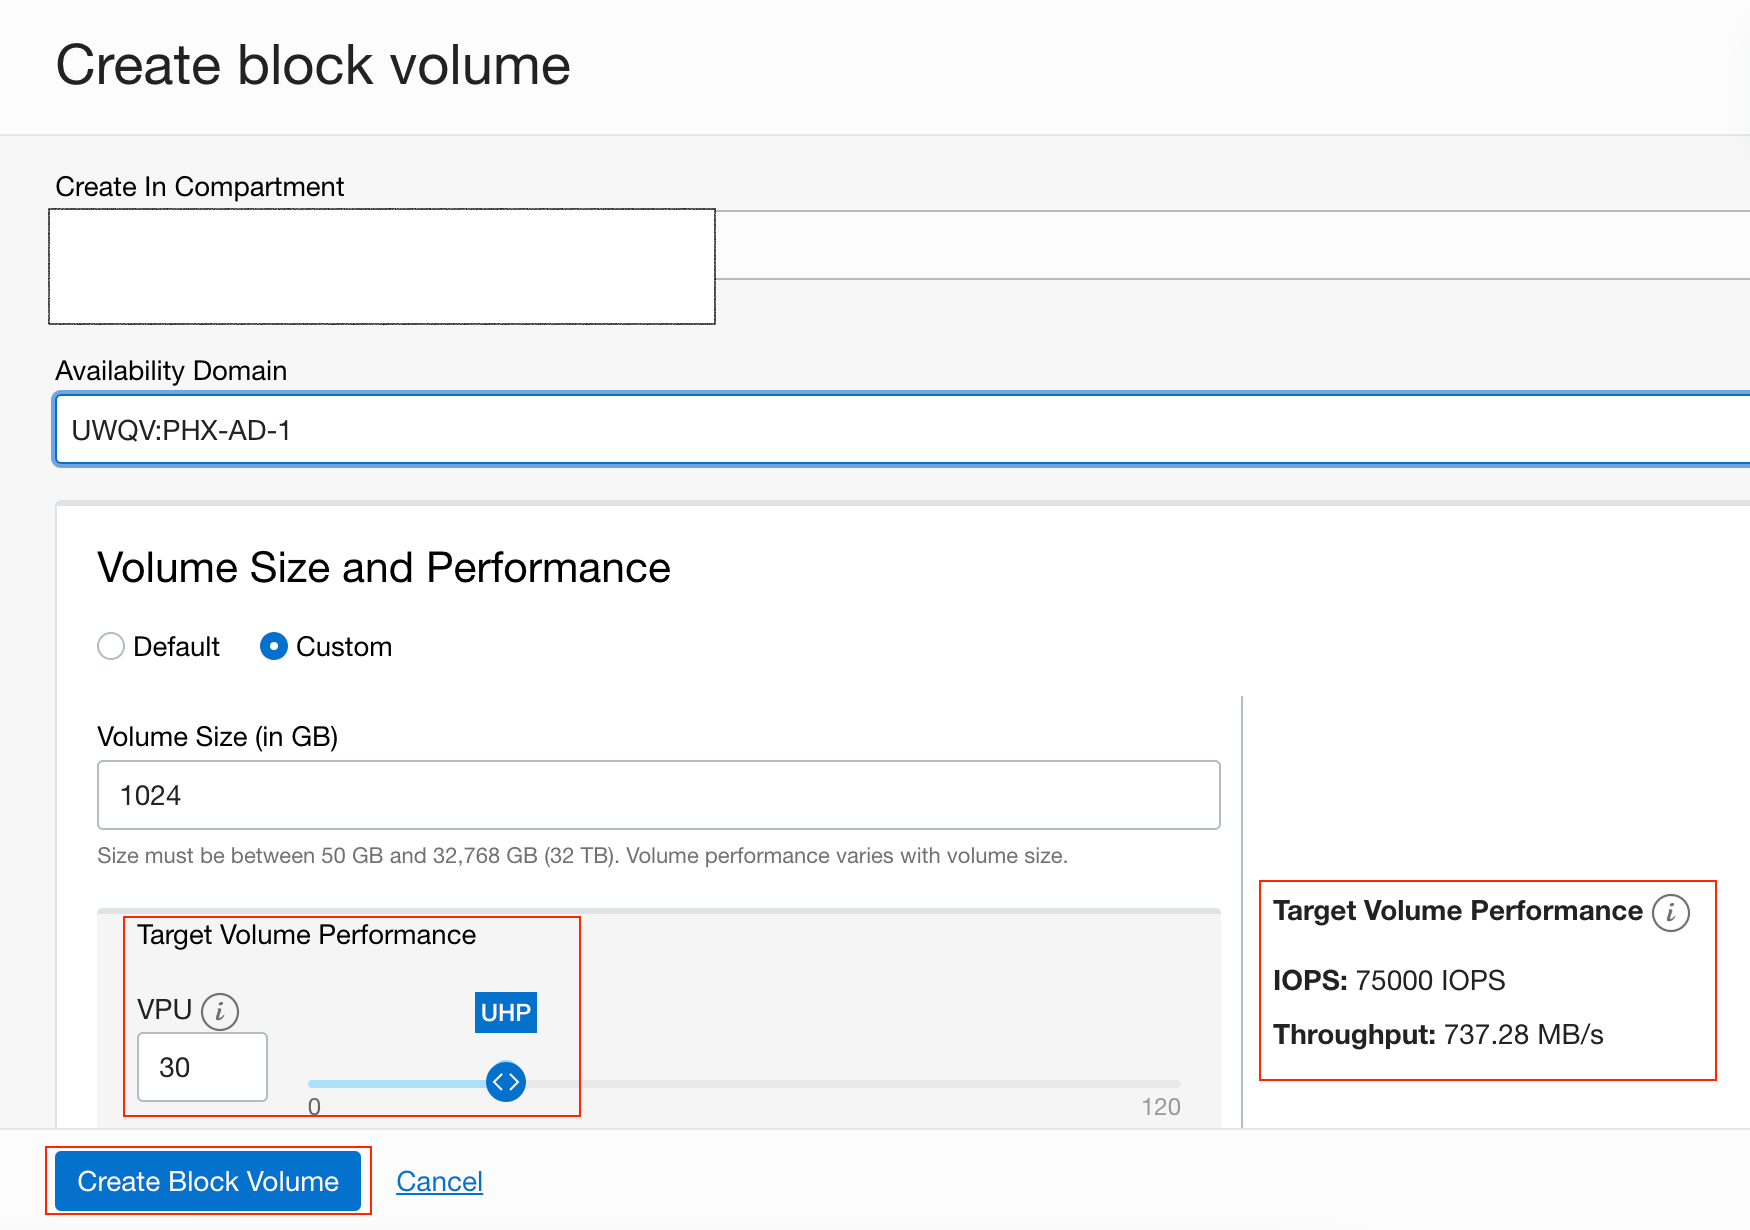 Create block volume
Create In Compartment
Availability Domain
UWQV:PHX-AD-1
Volume Size and Performance
Default
Custom
Volume Size (in GB)
1024
Size must be between 50 GB and 32,768 GB (32 TB). Volume performance varies with volume size.
Target Volume Performance
VPU i
UHP
30
0
120
Target Volume Performance i
IOPS: 75000 IOPS
Throughput: 737.28 MB/s
Create Block Volume
Cancel